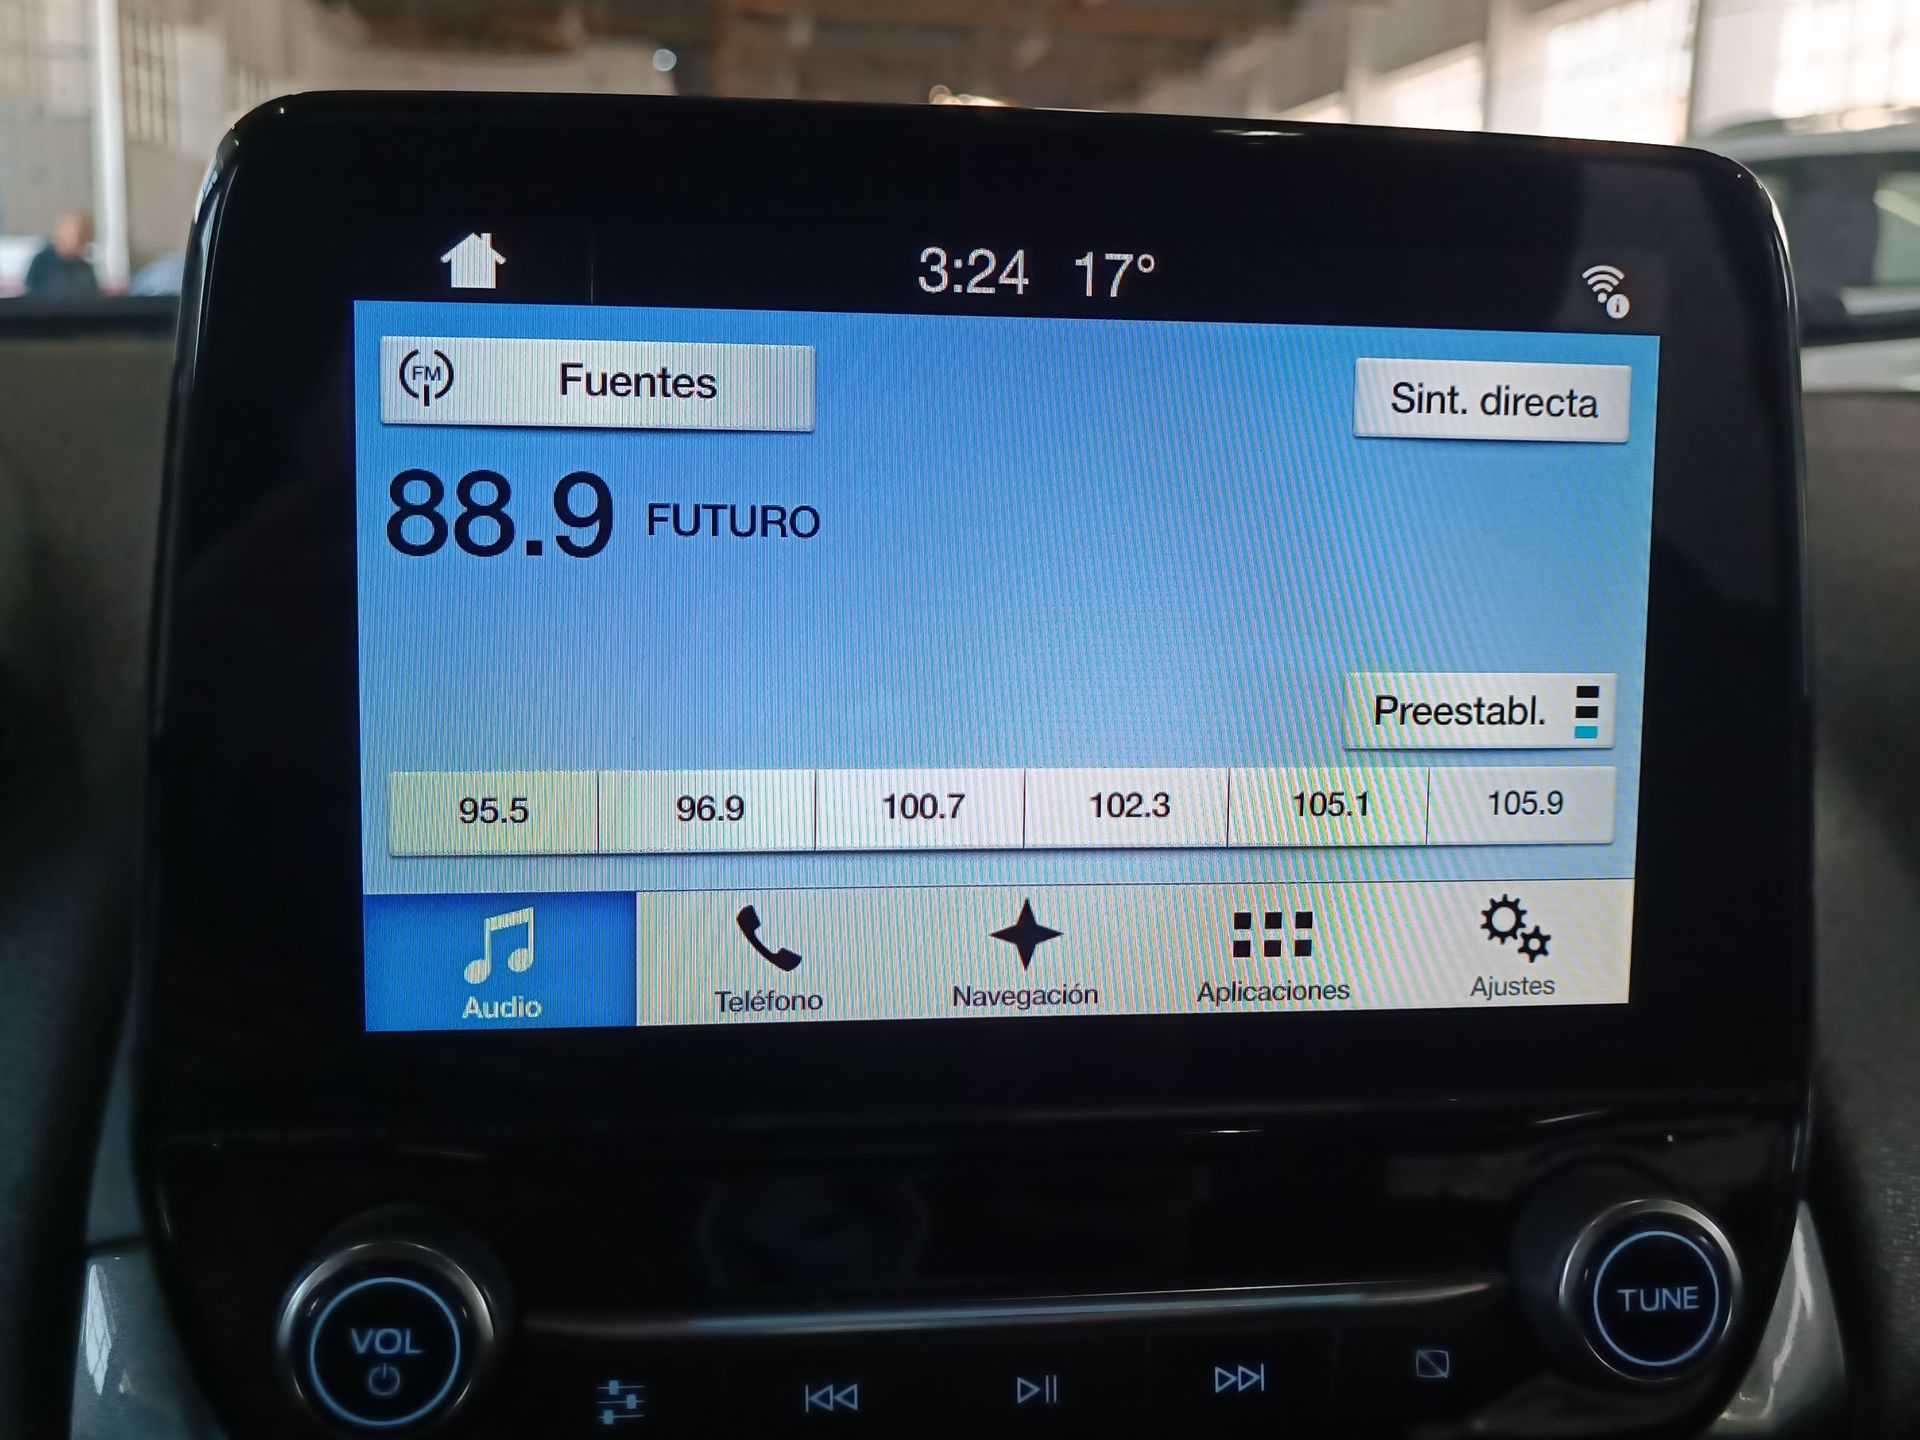 3:24 17°
FM Fuentes
Sint. directa
88.9 FUTURO
Preestabl.
95.5 96.9 100.7 102.3 105.1 105.9
Audio Teléfono Navegación Aplicaciones Ajustes
VOL
TUNE